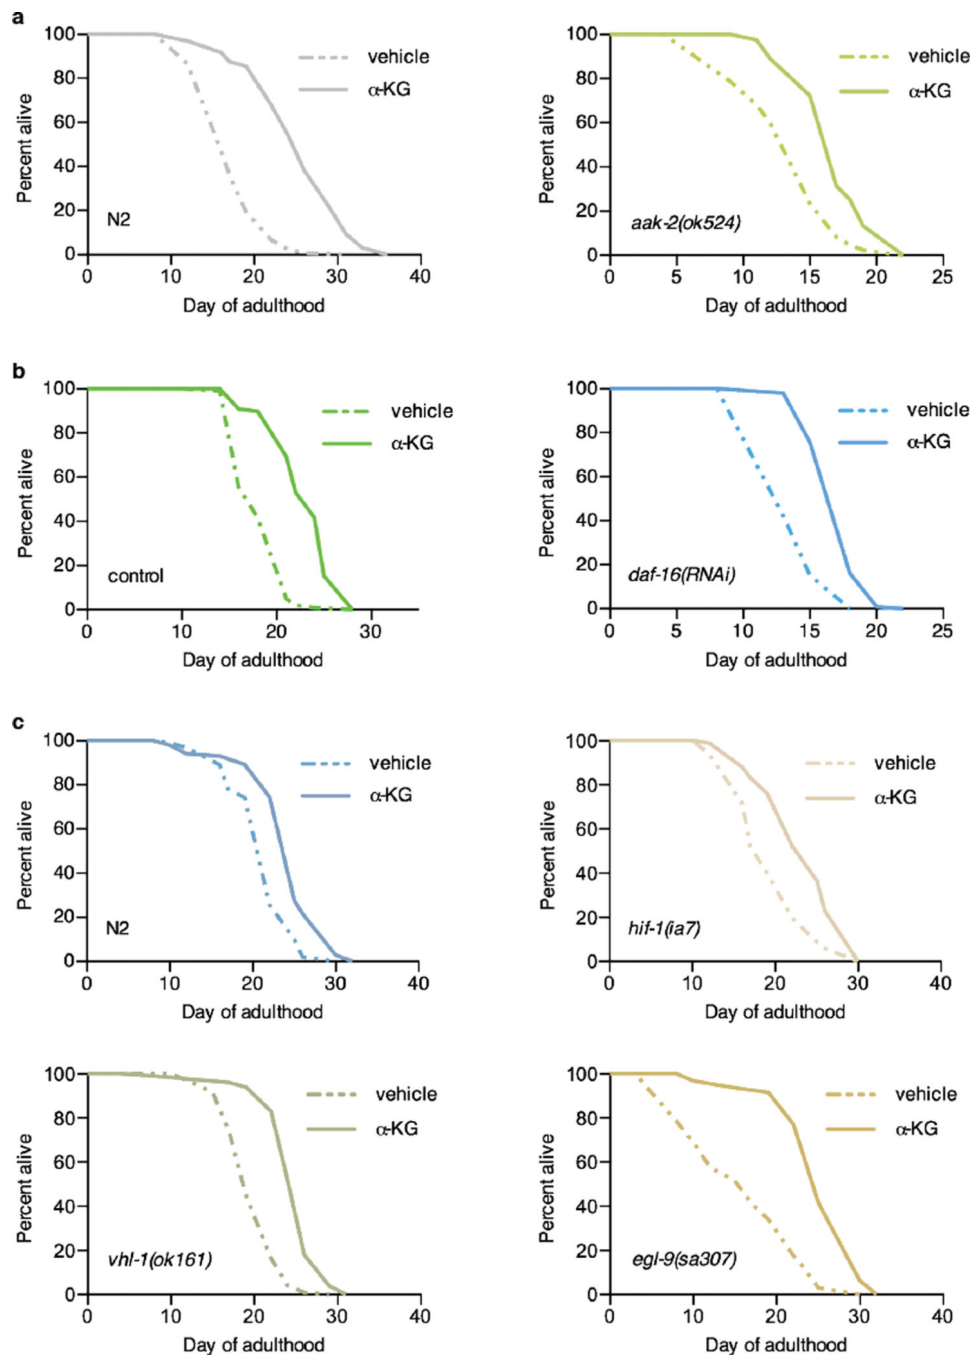 a
Percent alive
100
80
60
40
20
0
vehicle
α-KG
N2
0 10 20 30 40
Day of adulthood
Percent alive
100
80
60
40
20
0
vehicle
α-KG
aak-2(ok524)
0 5 10 15 20 25
Day of adulthood
b
Percent alive
100
80
60
40
20
0
vehicle
α-KG
control
0 10 20 30
Day of adulthood
Percent alive
100
80
60
40
20
0
vehicle
α-KG
daf-16(RNAi)
0 5 10 15 20 25
Day of adulthood
c
Percent alive
100
80
60
40
20
0
vehicle
α-KG
N2
0 10 20 30 40
Day of adulthood
Percent alive
100
80
60
40
20
0
vehicle
α-KG
hif-1(ia7)
0 10 20 30 40
Day of adulthood
Percent alive
100
80
60
40
20
0
vehicle
α-KG
vhl-1(ok161)
0 10 20 30 40
Day of adulthood
Percent alive
100
80
60
40
20
0
vehicle
α-KG
egl-9(sa307)
0 10 20 30 40
Day of adulthood